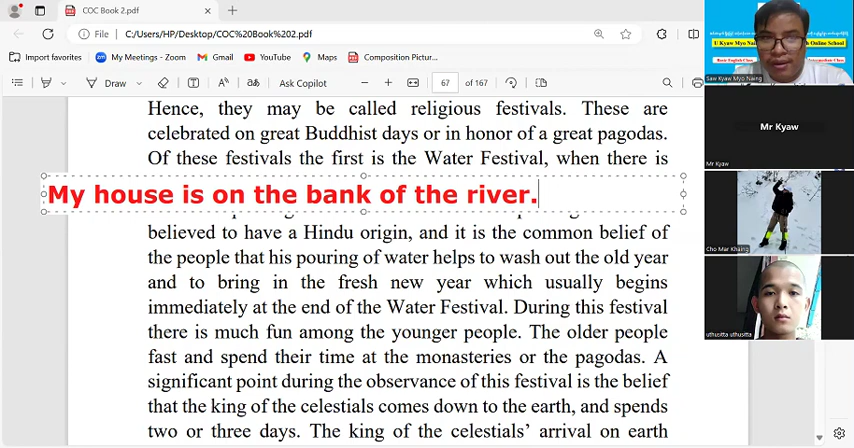 COC Book 2.pdf
File
C:/Users/HP/Desktop/COC%20Book%202.pdf
Import favorites
My Meetings - Zoom
Gmail
YouTube
Maps
Composition Pictur...
Draw
Ask Copilot
67
of 167
Hence, they may be called religious festivals. These are
celebrated on great Buddhist days or in honor of a great pagodas.
Of these festivals the first is the Water Festival, when there is
My house is on the bank of the river.
believed to have a Hindu origin, and it is the common belief of
the people that his pouring of water helps to wash out the old year
and to bring in the fresh new year which usually begins
immediately at the end of the Water Festival. During this festival
there is much fun among the younger people. The older people
fast and spend their time at the monasteries or the pagodas. A
significant point during the observance of this festival is the belief
that the king of the celestials comes down to the earth, and spends
two or three days. The king of the celestials’ arrival on earth
Saw Kyaw Myo Naing
Mr Kyaw
Mr Kyaw
Cho Mar Khaing
uthusitta uthusitta